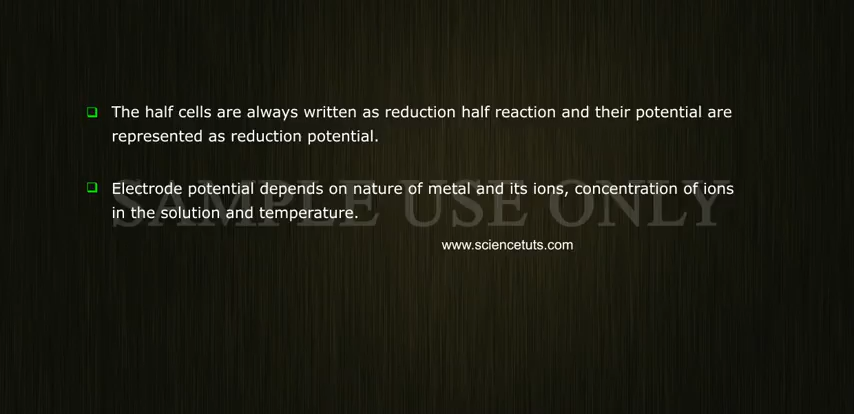 The half cells are always written as reduction half reaction and their potential are
represented as reduction potential.
Electrode potential depends on nature of metal and its ions, concentration of ions
in the solution and temperature.
SAMPLE USE ONLY
www.sciencetuts.com